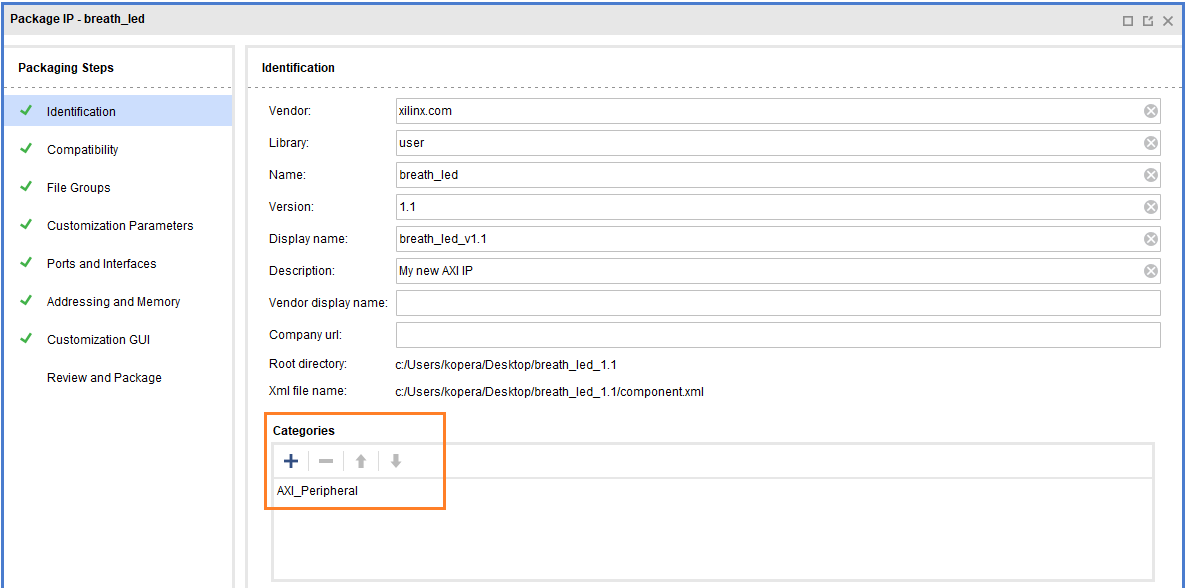 Package IP - breath_led
Packaging Steps
Identification
Compatibility
File Groups
Customization Parameters
Ports and Interfaces
Addressing and Memory
Customization GUI
Review and Package
Identification
Vendor: xilinx.com
Library: user
Name: breath_led
Version: 1.1
Display name: breath_led_v1.1
Description: My new AXI IP
Vendor display name:
Company url:
Root directory: c:/Users/kopera/Desktop/breath_led_1.1
Xml file name: c:/Users/kopera/Desktop/breath_led_1.1/component.xml
Categories
AXI_Peripheral